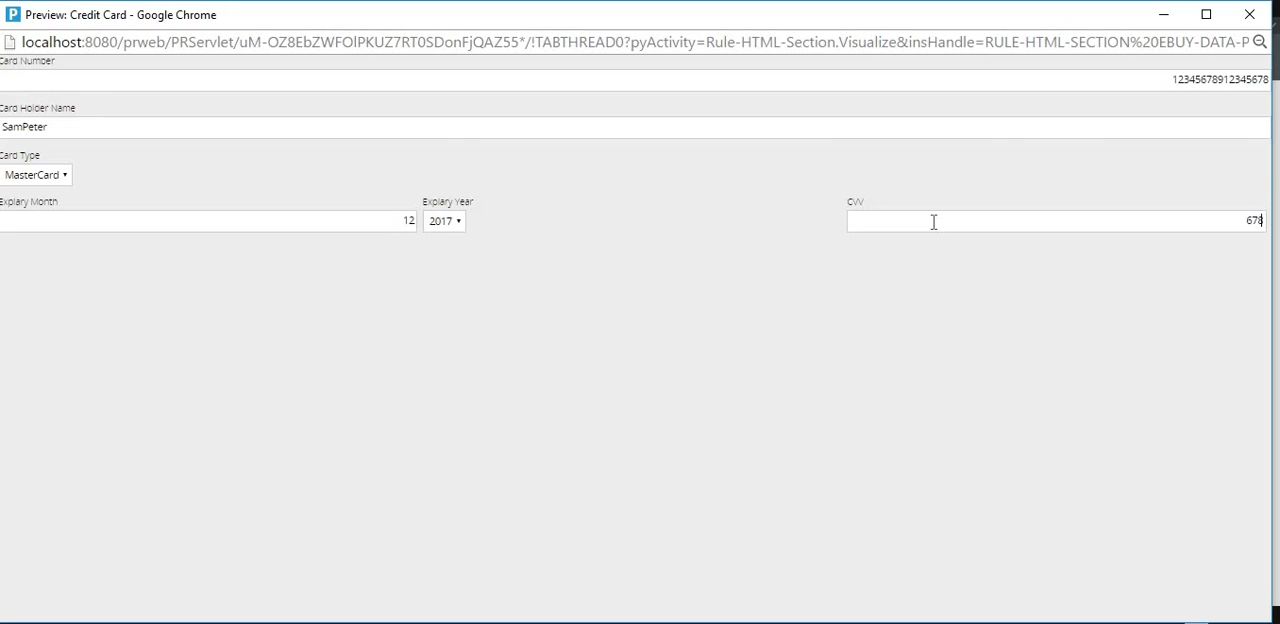 Preview: Credit Card - Google Chrome
localhost:8080/prweb/PRServlet/uM-OZ8EbZWFOlPKUZ7RT0SDonFjQAZ55*/!TABTHREAD0?pyActivity=Rule-HTML-Section.Visualize&insHandle=RULE-HTML-SECTION%20EBUY-DATA-P
Card Number
12345678912345678
Card Holder Name
SamPeter
Card Type
MasterCard
Expiary Month Expiary Year CVV
12 2017 678